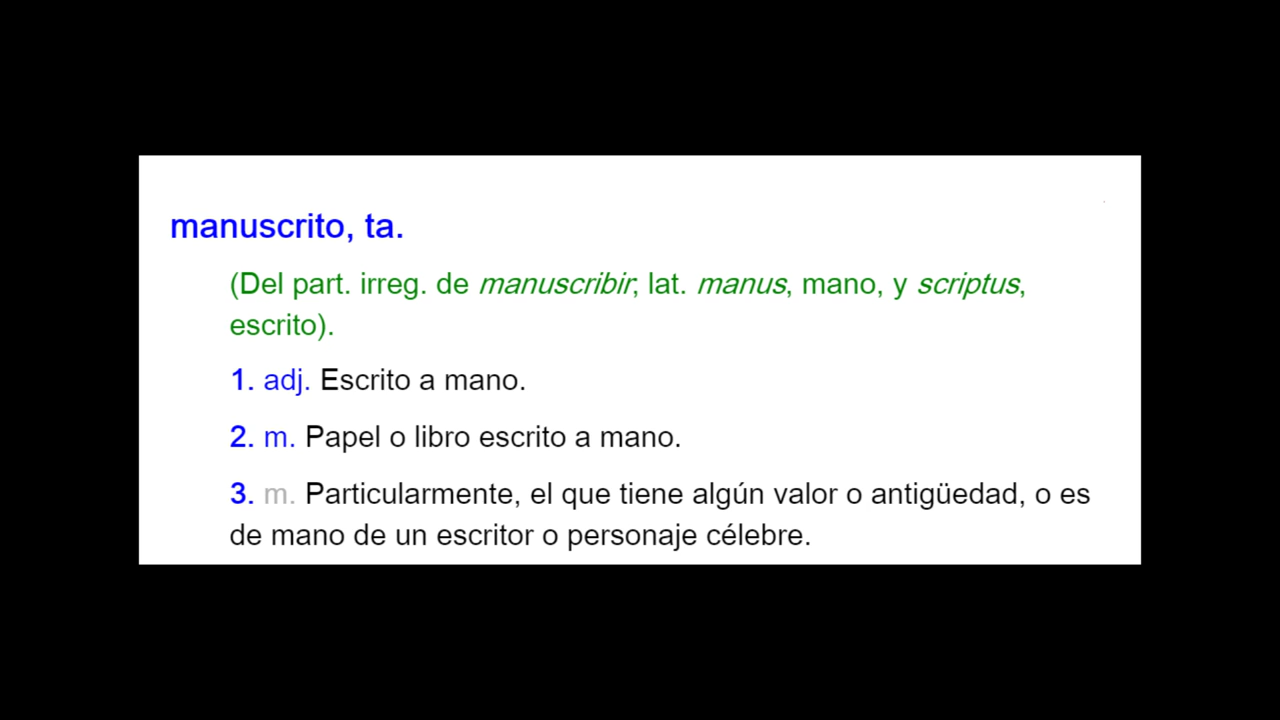 manuscrito, ta.
(Del part. irreg. de manuscribir; lat. manus, mano, y scriptus,
escrito).
1. adj. Escrito a mano.
2. m. Papel o libro escrito a mano.
3. m. Particularmente, el que tiene algún valor o antigüedad, o es
de mano de un escritor o personaje célebre.